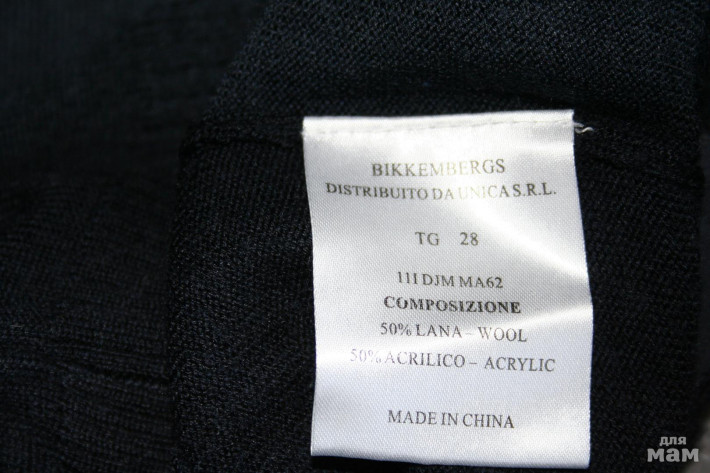 BIKKEMBERGS
DISTRIBUITO DA UNICA S.R.L.
TG 28
11I DJM MA62
COMPOSIZIONE
50% LANA – WOOL
50% ACRILICO – ACRYLIC
MADE IN CHINA
для
мам